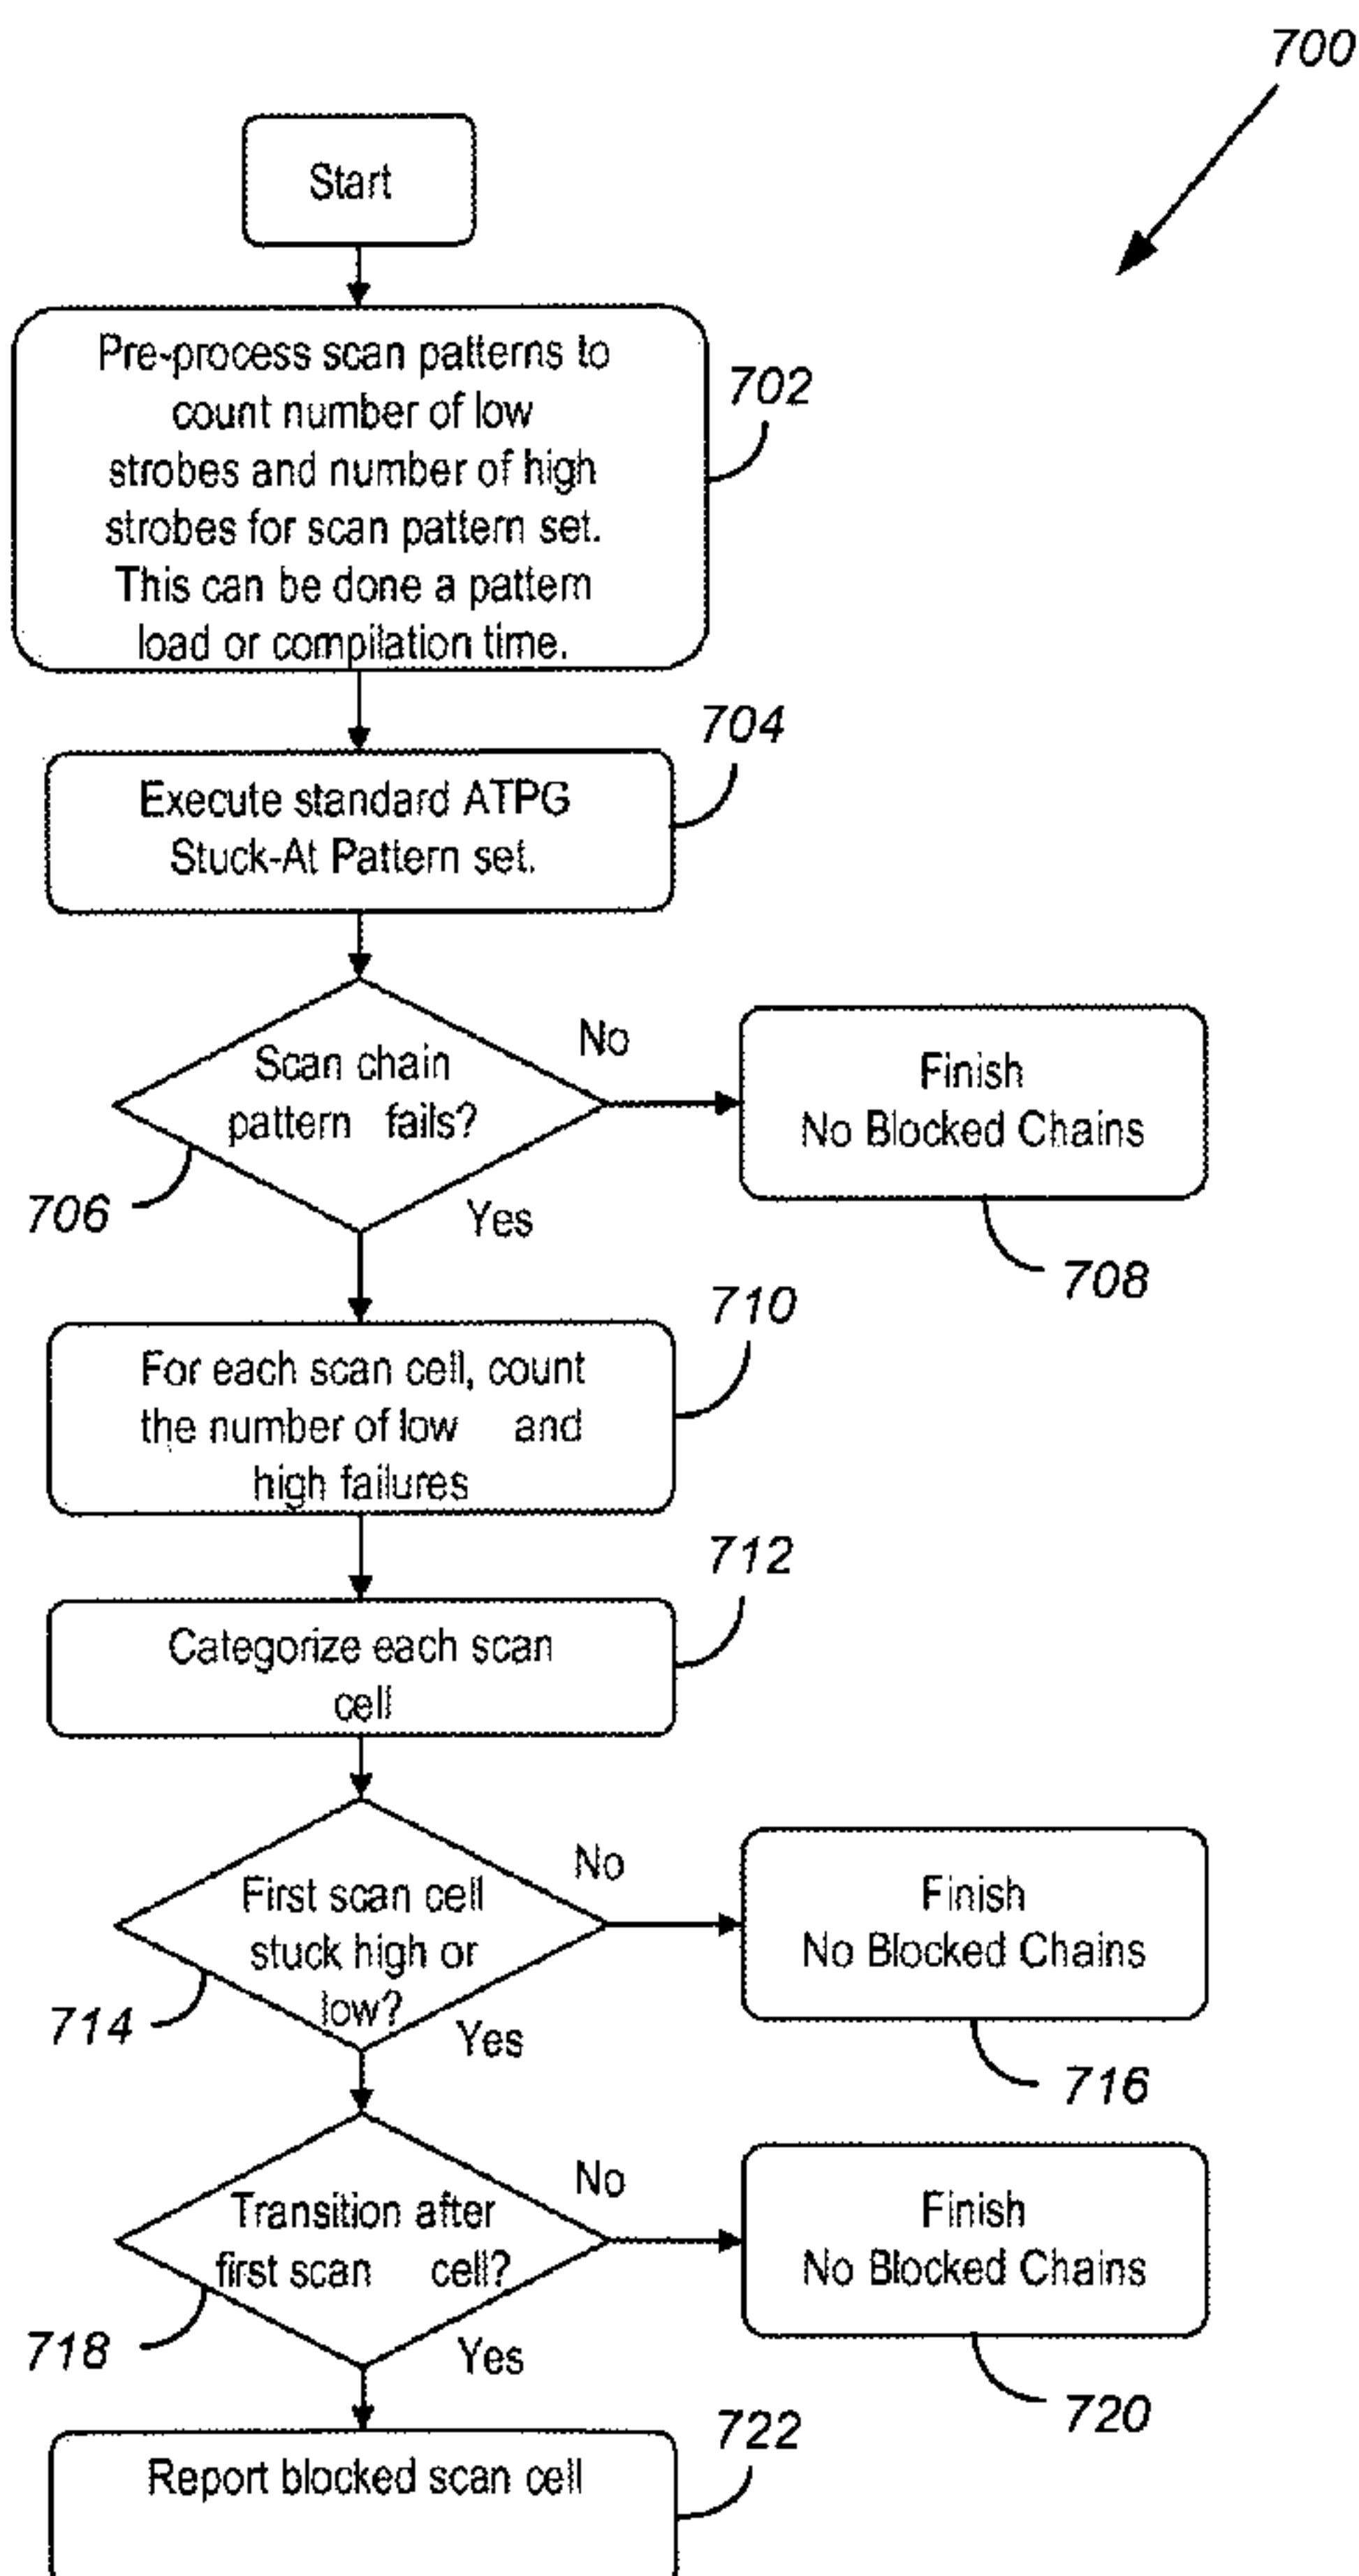 700
Start
Pre-process scan patterns to
count number of low
strobes and number of high
strobes for scan pattern set.
This can be done a pattern
load or compilation time.
702
704
Execute standard ATPG
Stuck-At Pattern set.
Scan chain
pattern fails?
No
Finish
No Blocked Chains
706
Yes
708
710
For each scan cell, count
the number of low and
high failures
712
Categorize each scan
cell
First scan cell
stuck high or
low?
No
Finish
No Blocked Chains
714
Yes
716
Transition after
first scan cell?
No
Finish
No Blocked Chains
718
Yes
720
722
Report blocked scan cell